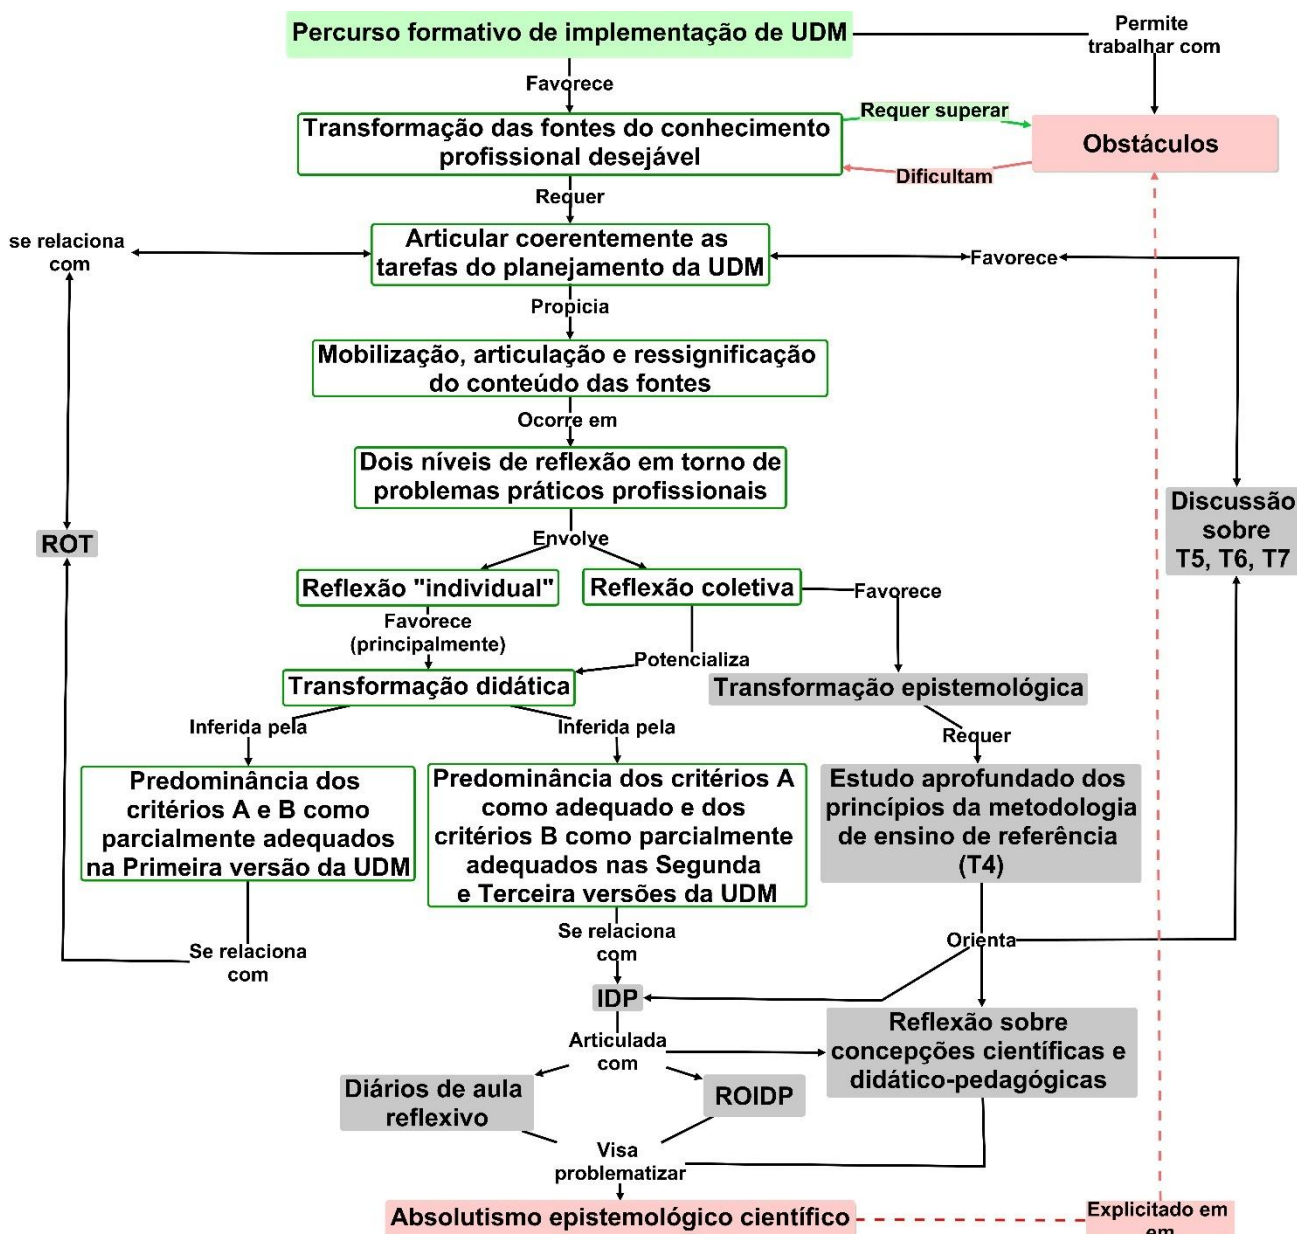 Percurso formativo de implementação de UDM
Permite
trabalhar com
Favorece
Transformação das fontes do conhecimento
profissional desejável
Requer superar
Obstáculos
Dificultam
Requer
se relaciona
com
Articular coerentemente as
tarefas do planejamento da UDM
Favorece
Propicia
Mobilização, articulação e ressignificação
do conteúdo das fontes
Ocorre em
Dois níveis de reflexão em torno de
problemas práticos profissionais
Discussão
sobre
T5, T6, T7
ROT
Envolve
Reflexão "individual"
Reflexão coletiva
Favorece
Favorece
(principalmente)
Potencializa
Transformação didática
Transformação epistemológica
Inferida pela
Inferida pela
Requer
Predominância dos
critérios A e B como
parcialmente adequados
na Primeira versão da UDM
Predominância dos critérios A
como adequado e dos
critérios B como parcialmente
adequados nas Segunda
e Terceira versões da UDM
Estudo aprofundado dos
princípios da metodologia
de ensino de referência
(T4)
Se relaciona
com
Se relaciona
com
Orienta
IDP
Articulada
com
Reflexão sobre
concepções científicas e
didático-pedagógicas
Diários de aula
reflexivo
ROIDP
Visa
problematizar
Absolutismo epistemológico científico
Explicitado em
em